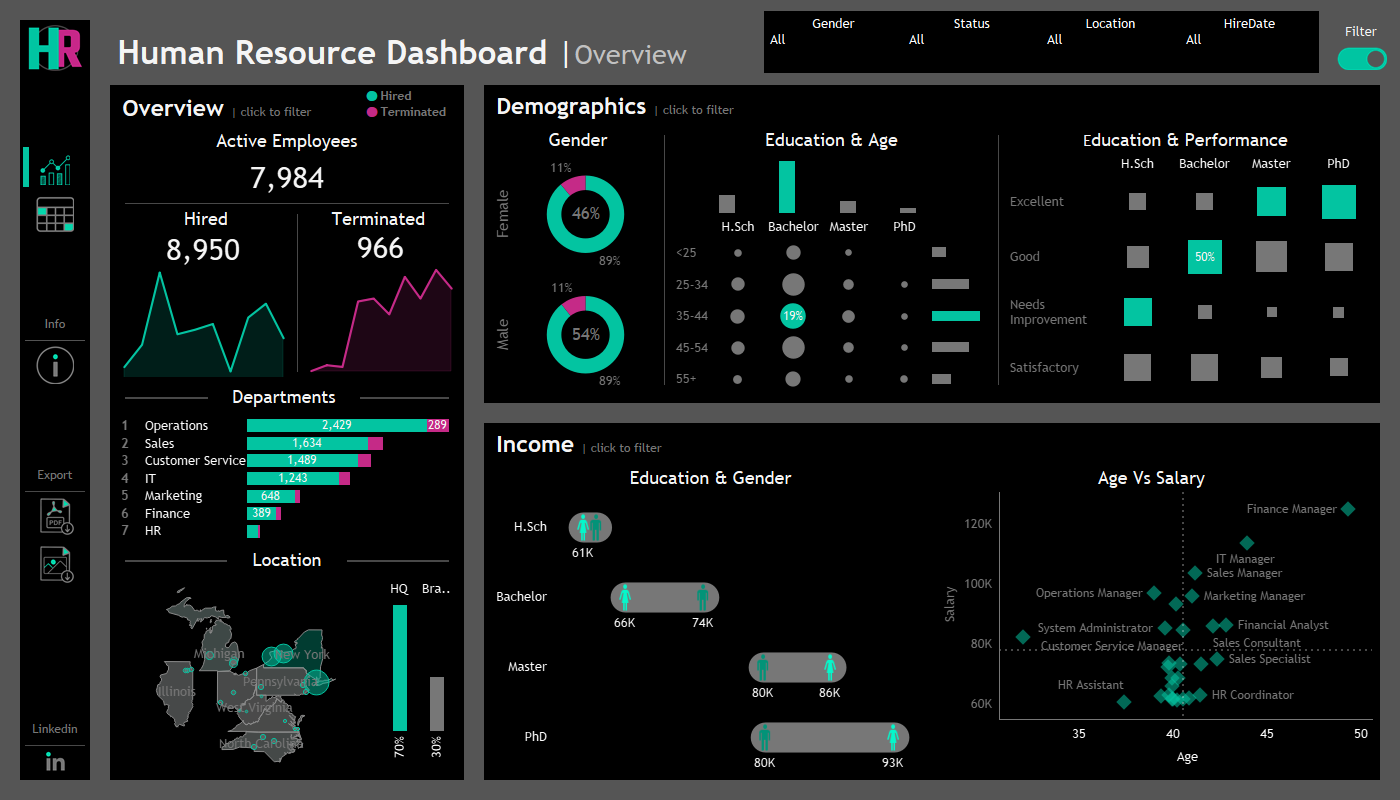 HR
Human Resource Dashboard | Overview
Gender
All
Status
All
Location
All
HireDate
All
Filter
Info
Export
PDF
Linkedin
in
Overview | click to filter
Hired
Terminated
Active Employees
7,984
Hired
8,950
Terminated
966
Departments
1 Operations 2,429 289
2 Sales 1,634
3 Customer Service 1,489
4 IT 1,243
5 Marketing 648
6 Finance 389
7 HR
Location
Michigan
New York
Illinois
Pennsylvania
West Virginia
North Carolina
HQ
Bra..
70%
30%
Demographics | click to filter
Gender
Female
11%
46%
89%
Male
11%
54%
89%
Education & Age
H.Sch Bachelor Master PhD
<25
25-34
35-44 19%
45-54
55+
Education & Performance
H.Sch Bachelor Master PhD
Excellent
Good 50%
Needs
Improvement
Satisfactory
Income | click to filter
Education & Gender
H.Sch
61K
Bachelor
66K 74K
Master
80K 86K
PhD
80K 93K
Age Vs Salary
Salary
120K
100K
80K
60K
Finance Manager
IT Manager
Sales Manager
Operations Manager
Marketing Manager
System Administrator
Financial Analyst
Sales Consultant
Customer Service Manager
Sales Specialist
HR Assistant
HR Coordinator
35 40 45 50
Age